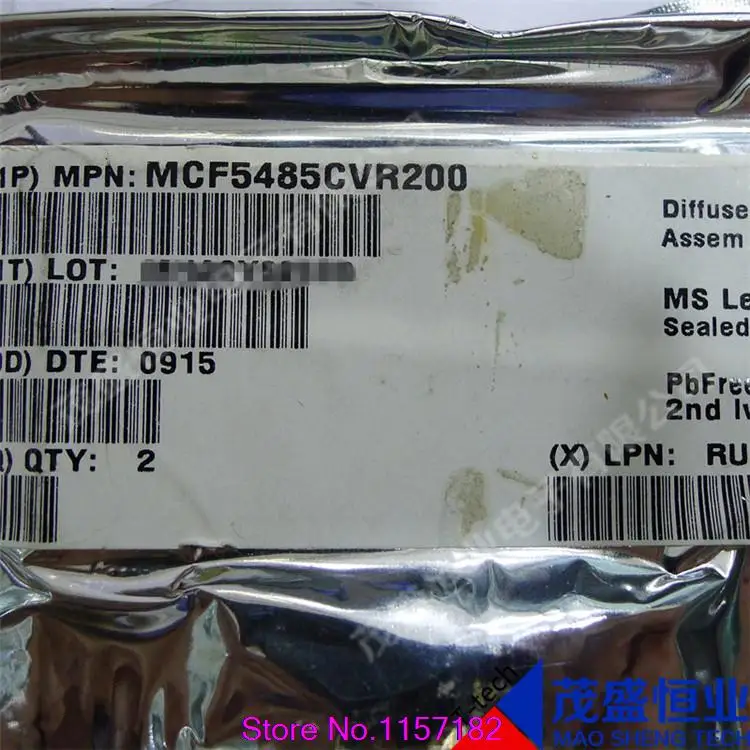 1P) MPN: MCF5485CVR200
Diffuse
Assem
1T) LOT:
MS Le
Sealed
D) DTE: 0915
PbFree
2nd lv
) QTY: 2
(X) LPN: RU
茂盛恒业
MAO SHENG TECH
Store No.1157182